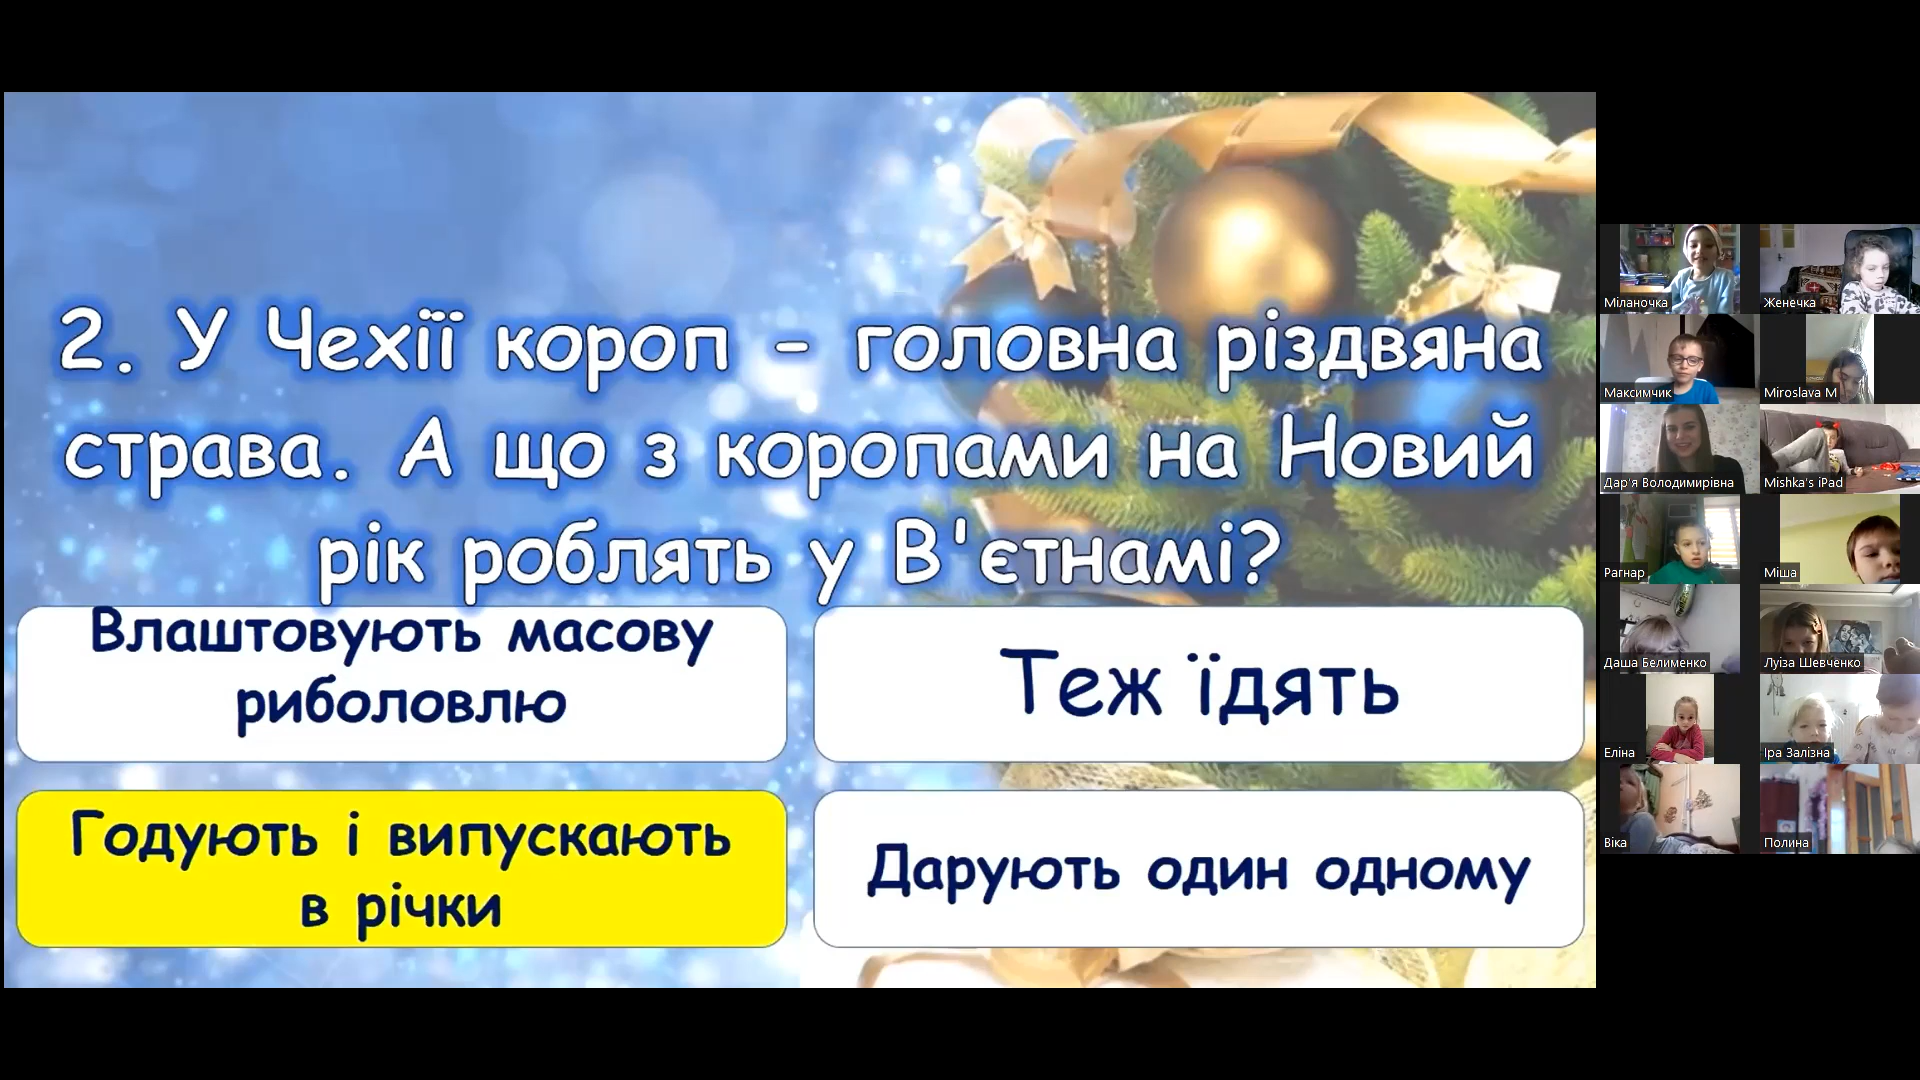 2. У Чехії короп - головна різдвяна
страва. А що з коропами на Новий
рік роблять у В'єтнамі?
Влаштовують масову
риболовлю
Теж їдять
Годують і випускають
в річки
Дарують один одному
Міланочка
Женечка
Максимчик
Miroslava M
Дар'я Володимирівна
Mishka's iPad
Рагнар
Міша
Даша Белименко
Луіза Шевченко
Еліна
Іра Залізна
Віка
Полина